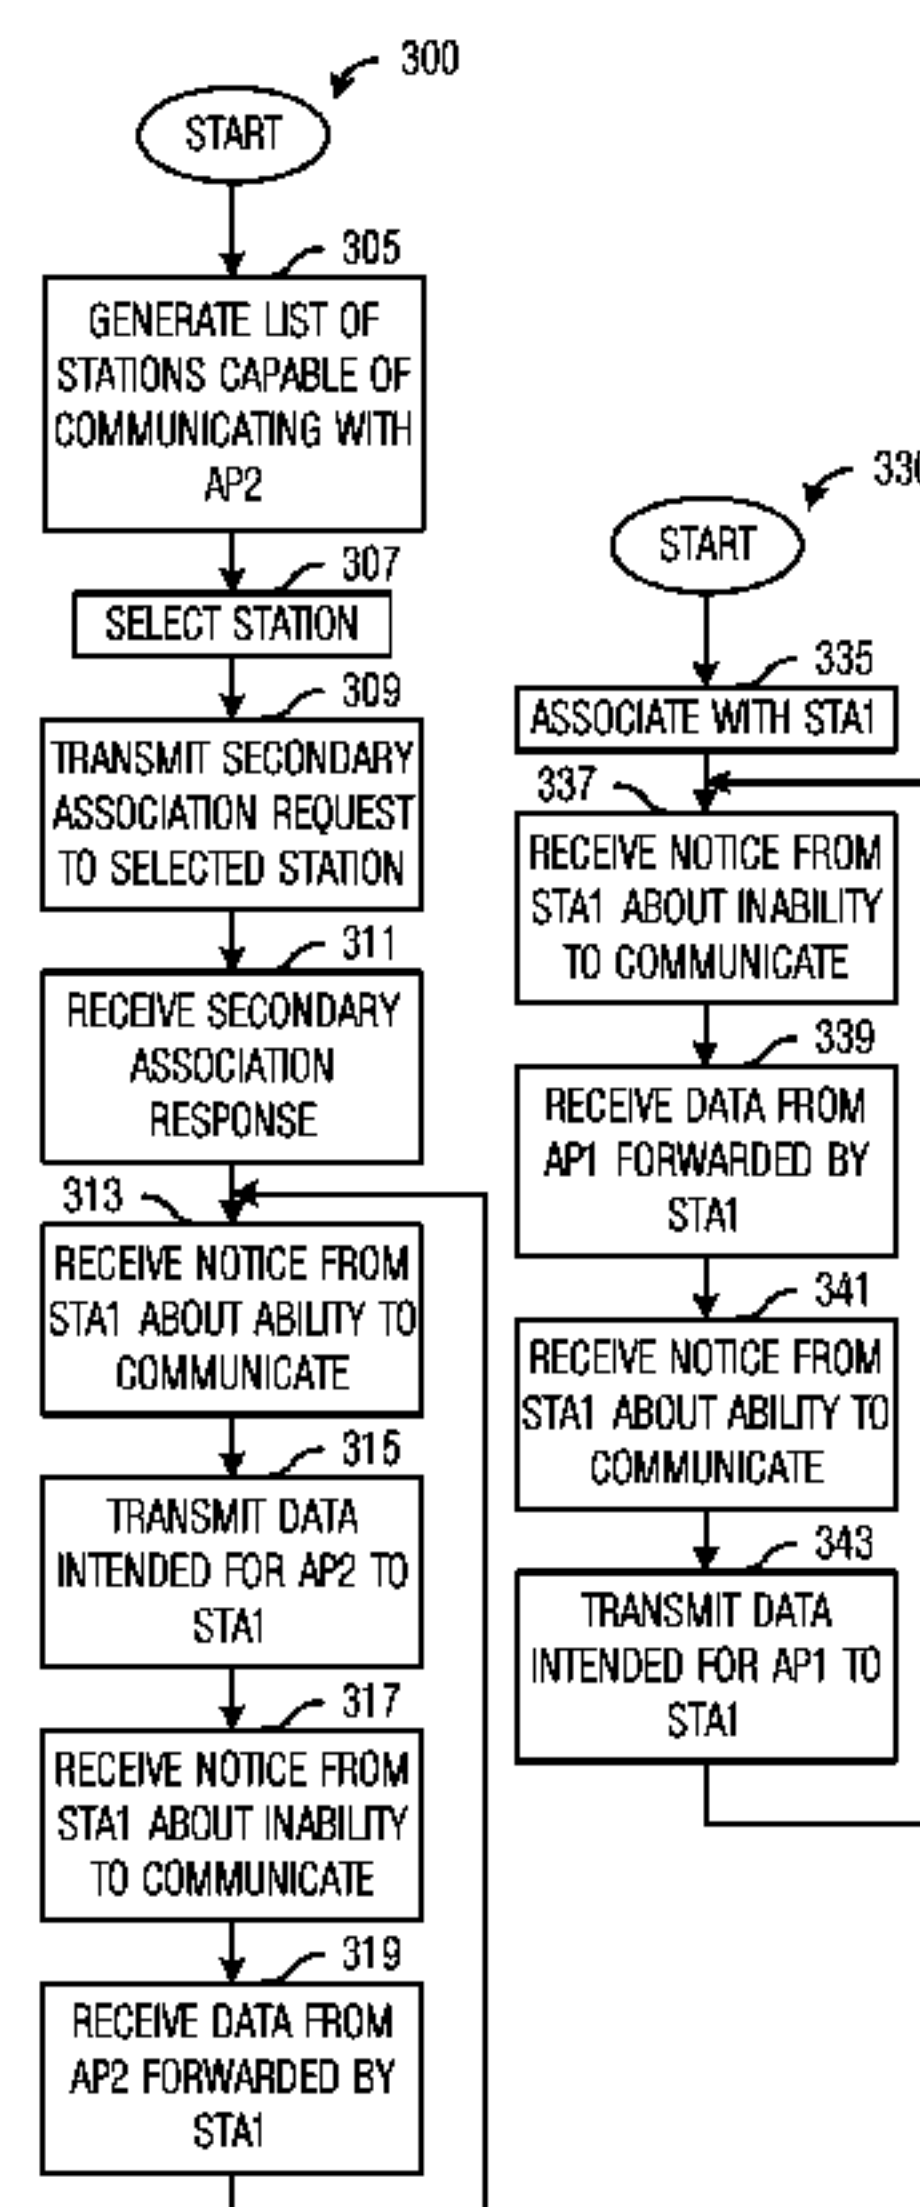 300
START
305
GENERATE LIST OF
STATIONS CAPABLE OF
COMMUNICATING WITH
AP2
307
SELECT STATION
309
TRANSMIT SECONDARY
ASSOCIATION REQUEST
TO SELECTED STATION
311
RECEIVE SECONDARY
ASSOCIATION
RESPONSE
313
RECEIVE NOTICE FROM
STA1 ABOUT ABILITY TO
COMMUNICATE
315
TRANSMIT DATA
INTENDED FOR AP2 TO
STA1
317
RECEIVE NOTICE FROM
STA1 ABOUT INABILITY
TO COMMUNICATE
319
RECEIVE DATA FROM
AP2 FORWARDED BY
STA1
330
START
335
ASSOCIATE WITH STA1
337
RECEIVE NOTICE FROM
STA1 ABOUT INABILITY
TO COMMUNICATE
339
RECEIVE DATA FROM
AP1 FORWARDED BY
STA1
341
RECEIVE NOTICE FROM
STA1 ABOUT ABILITY TO
COMMUNICATE
343
TRANSMIT DATA
INTENDED FOR AP1 TO
STA1